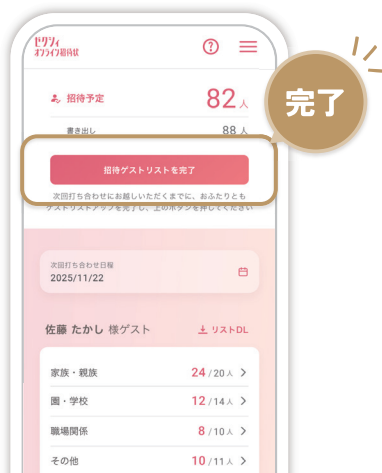 ゼクシィ
オフライン招待状
招待予定
82人
書き出し
88人
招待ゲストリストを完了
次回打ち合わせにお越しいただくまでに、おふたりとも
ゲストリストアップを完了し、上のボタンを押してください
完了
次回打ち合わせ日程
2025/11/22
佐藤 たかし 様ゲスト
リストDL
家族・親族 24/20人
園・学校 12/14人
職場関係 8/10人
その他 10/11人